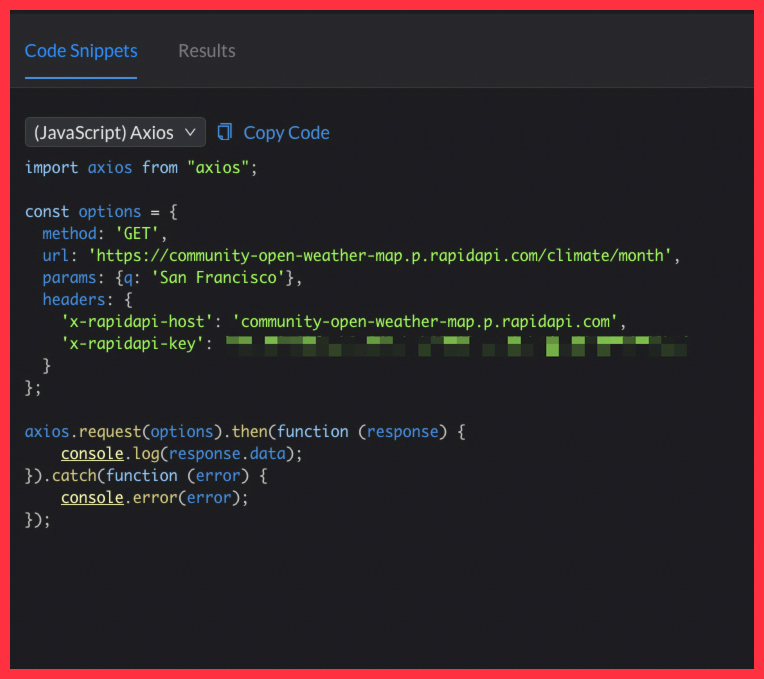 Code Snippets Results
(JavaScript) Axios Copy Code
import axios from "axios";
const options = {
  method: 'GET',
  url: 'https://community-open-weather-map.p.rapidapi.com/climate/month',
  params: {q: 'San Francisco'},
  headers: {
    'x-rapidapi-host': 'community-open-weather-map.p.rapidapi.com',
    'x-rapidapi-key':
  }
};
axios.request(options).then(function (response) {
    console.log(response.data);
}).catch(function (error) {
    console.error(error);
});